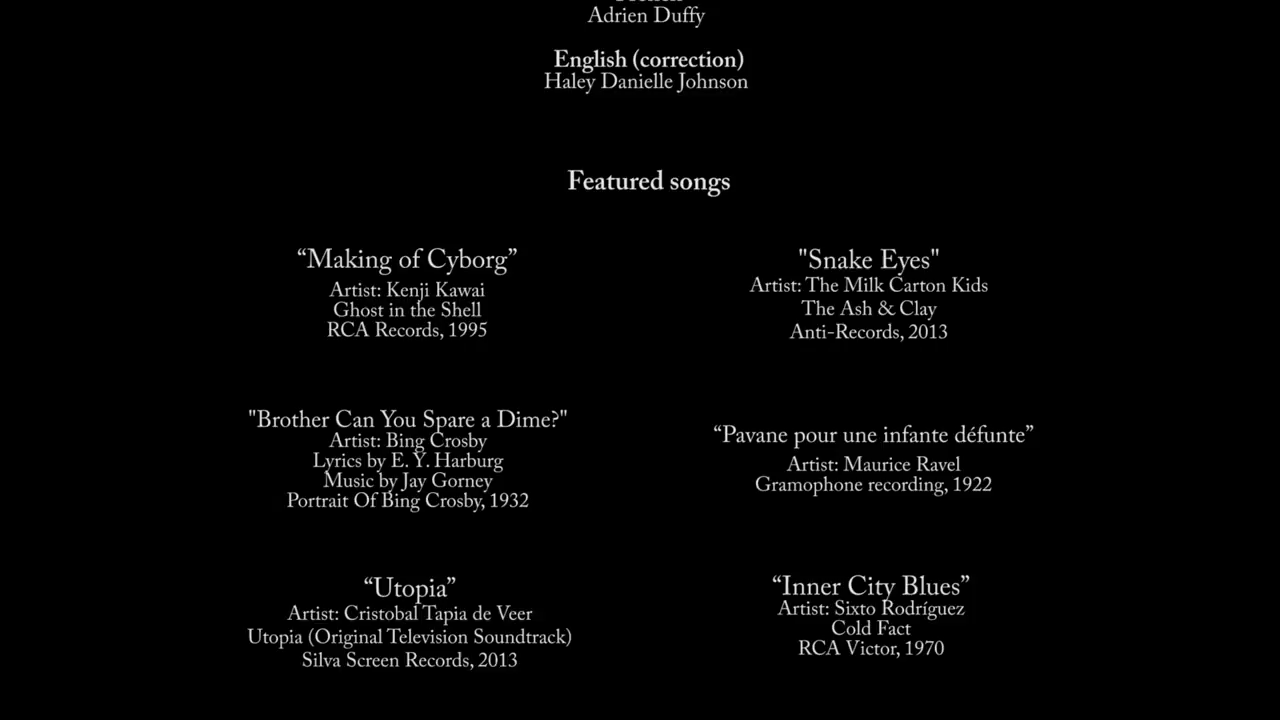 Adrien Duffy
English (correction)
Haley Danielle Johnson
Featured songs
“Making of Cyborg”
Artist: Kenji Kawai
Ghost in the Shell
RCA Records, 1995
"Snake Eyes"
Artist: The Milk Carton Kids
The Ash & Clay
Anti-Records, 2013
"Brother Can You Spare a Dime?"
Artist: Bing Crosby
Lyrics by E. Y. Harburg
Music by Jay Gorney
Portrait Of Bing Crosby, 1932
“Pavane pour une infante défunte”
Artist: Maurice Ravel
Gramophone recording, 1922
“Utopia”
Artist: Cristobal Tapia de Veer
Utopia (Original Television Soundtrack)
Silva Screen Records, 2013
“Inner City Blues”
Artist: Sixto Rodríguez
Cold Fact
RCA Victor, 1970